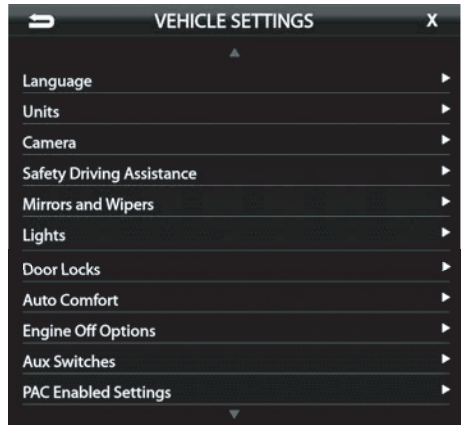 VEHICLE SETTINGS X
Language
Units
Camera
Safety Driving Assistance
Mirrors and Wipers
Lights
Door Locks
Auto Comfort
Engine Off Options
Aux Switches
PAC Enabled Settings